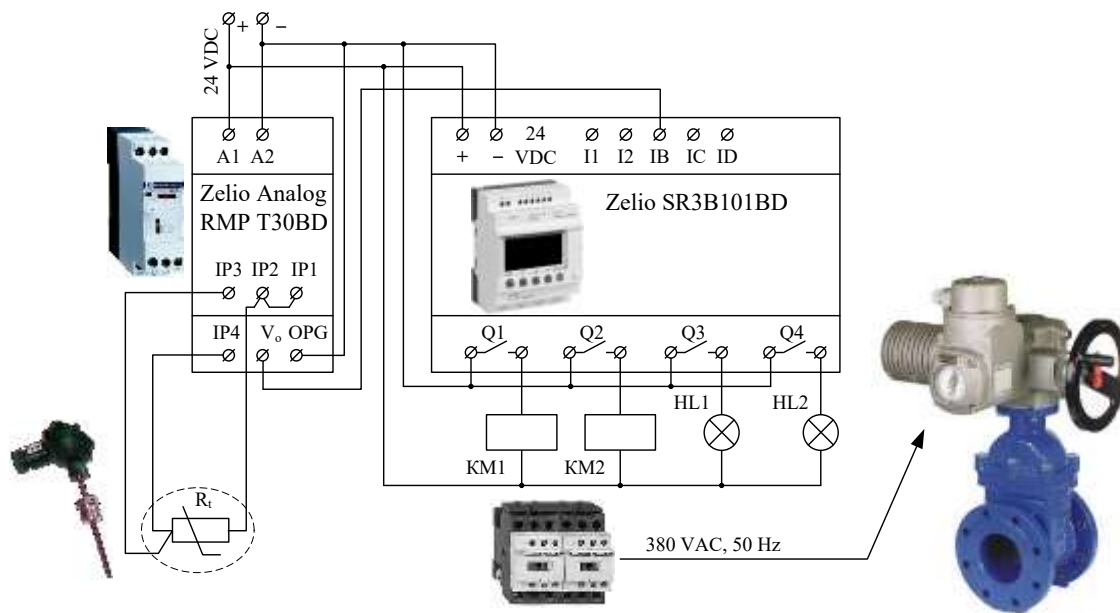 + −
24 VDC
A1 A2
Zelio Analog
RMP T30BD
IP3 IP2 IP1
IP4 Vₒ OPG
+ − 24
VDC
I1 I2 IB IC ID
Zelio SR3B101BD
Q1 Q2 Q3 Q4
HL1 HL2
KM1 KM2
Rₜ
380 VAC, 50 Hz